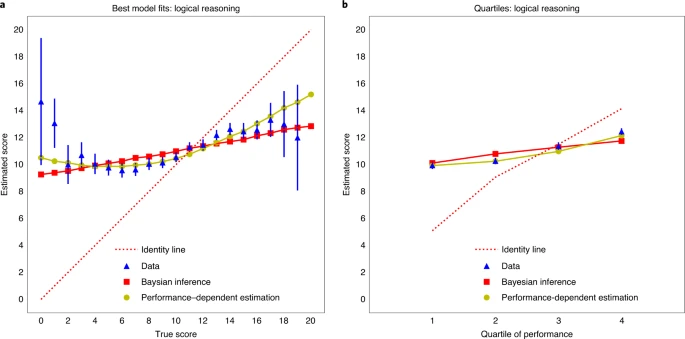 a
Best model fits: logical reasoning
20
18
16
14
12
10
8
6
4
2
0
Estimated score
Identity line
Data
Baysian inference
Performance–dependent estimation
0 2 4 6 8 10 12 14 16 18 20
True score
b
Quartiles: logical reasoning
20
18
16
14
12
10
8
6
4
2
0
Estimated score
Identity line
Data
Bayesian inference
Performance-dependent estimation
1 2 3 4
Quartile of performance